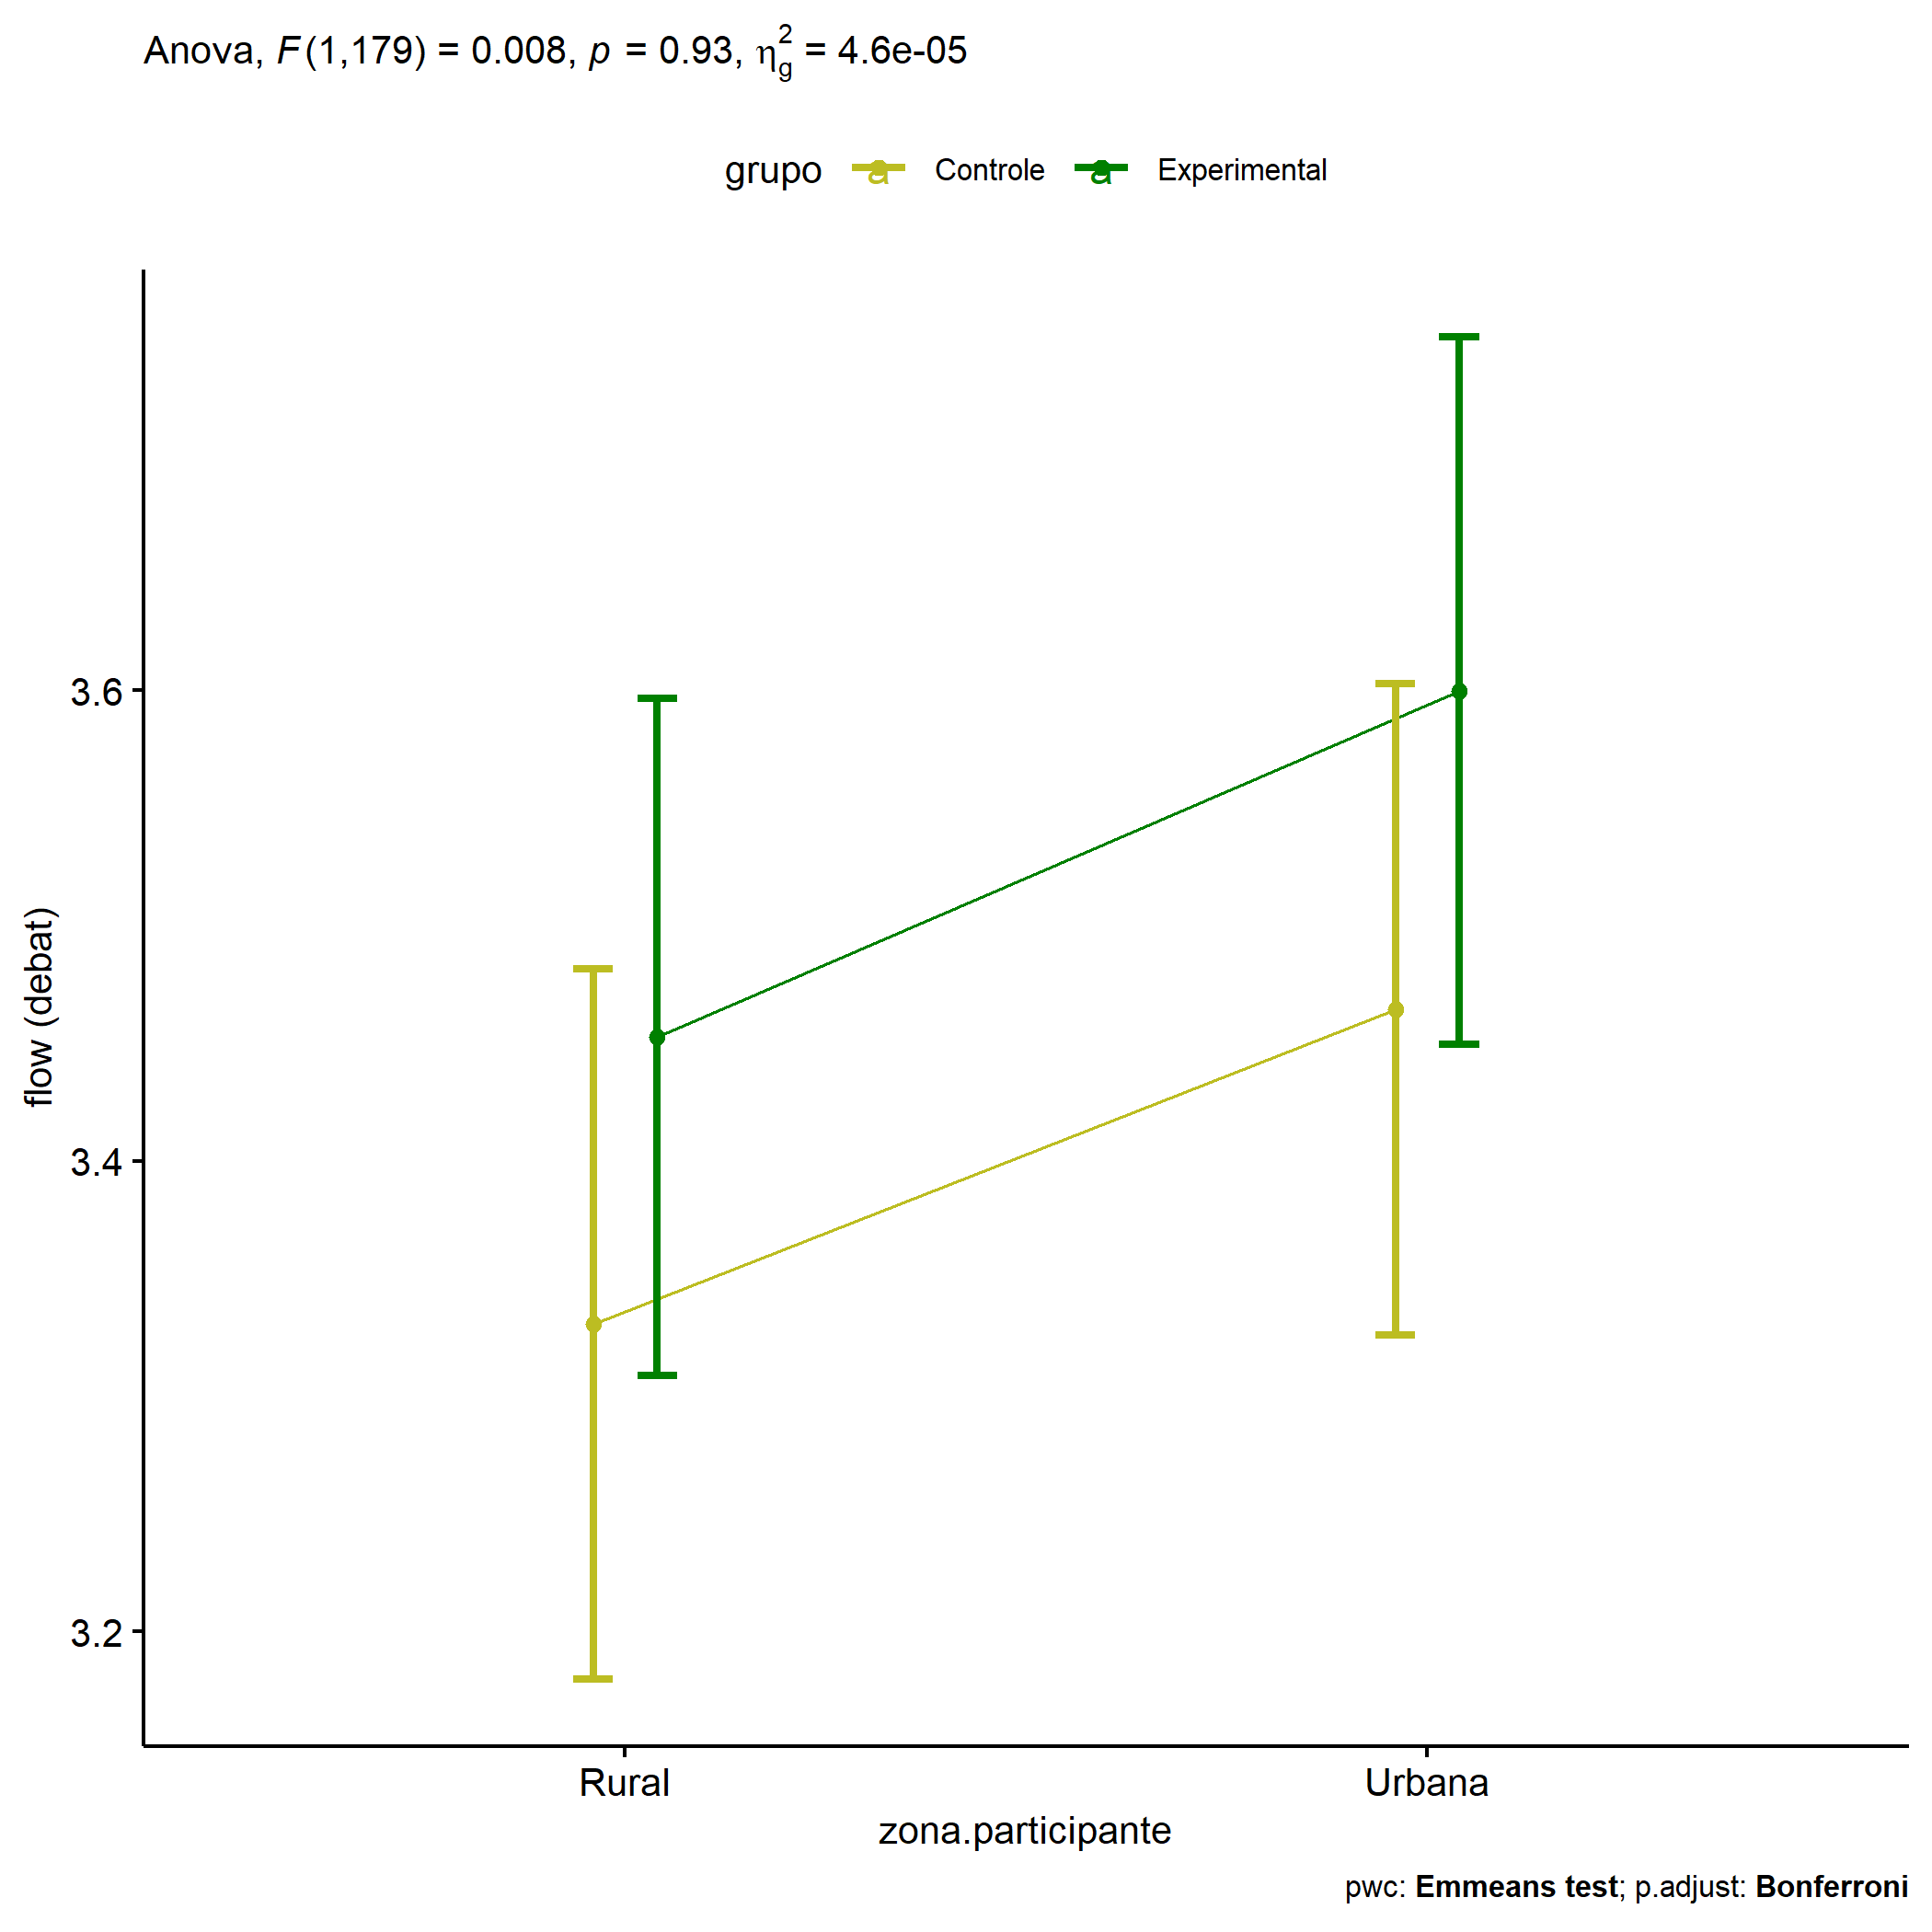 Anova, F(1,179) = 0.008, p = 0.93, η²g = 4.6e-05
grupo a Controle a Experimental
flow (debat)
3.6
3.4
3.2
Rural Urbana
zona.participante
pwc: Emmeans test; p.adjust: Bonferroni